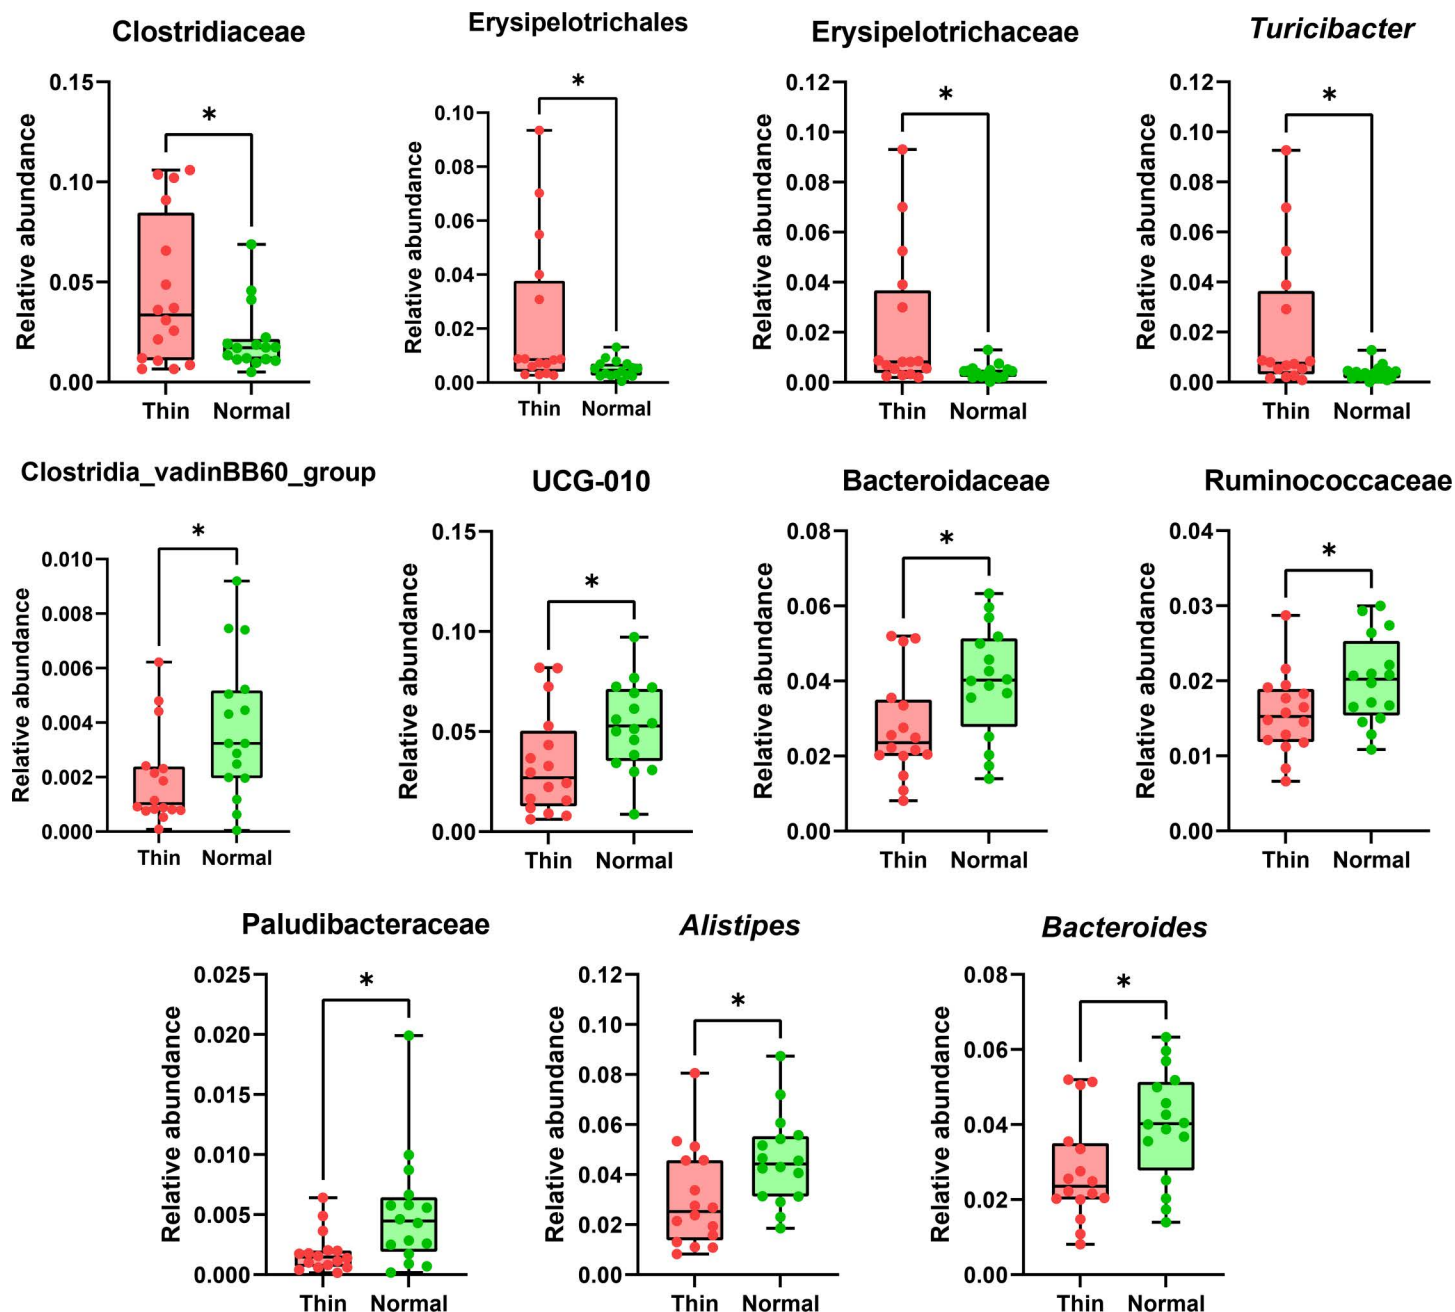 Clostridiaceae
Relative abundance
0.15
0.10
0.05
0.00
*
Thin Normal
Erysipelotrichales
Relative abundance
0.10
0.08
0.06
0.04
0.02
0.00
*
Thin Normal
Erysipelotrichaceae
Relative abundance
0.12
0.10
0.08
0.06
0.04
0.02
0.00
*
Thin Normal
Turicibacter
Relative abundance
0.12
0.10
0.08
0.06
0.04
0.02
0.00
*
Thin Normal
Clostridia_vadinBB60_group
Relative abundance
0.010
0.008
0.006
0.004
0.002
0.000
*
Thin Normal
UCG-010
Relative abundance
0.15
0.10
0.05
0.00
*
Thin Normal
Bacteroidaceae
Relative abundance
0.08
0.06
0.04
0.02
0.00
*
Thin Normal
Ruminococcaceae
Relative abundance
0.04
0.03
0.02
0.01
0.00
*
Thin Normal
Paludibacteraceae
Relative abundance
0.025
0.020
0.015
0.010
0.005
0.000
*
Thin Normal
Alistipes
Relative abundance
0.12
0.10
0.08
0.06
0.04
0.02
0.00
*
Thin Normal
Bacteroides
Relative abundance
0.08
0.06
0.04
0.02
0.00
*
Thin Normal